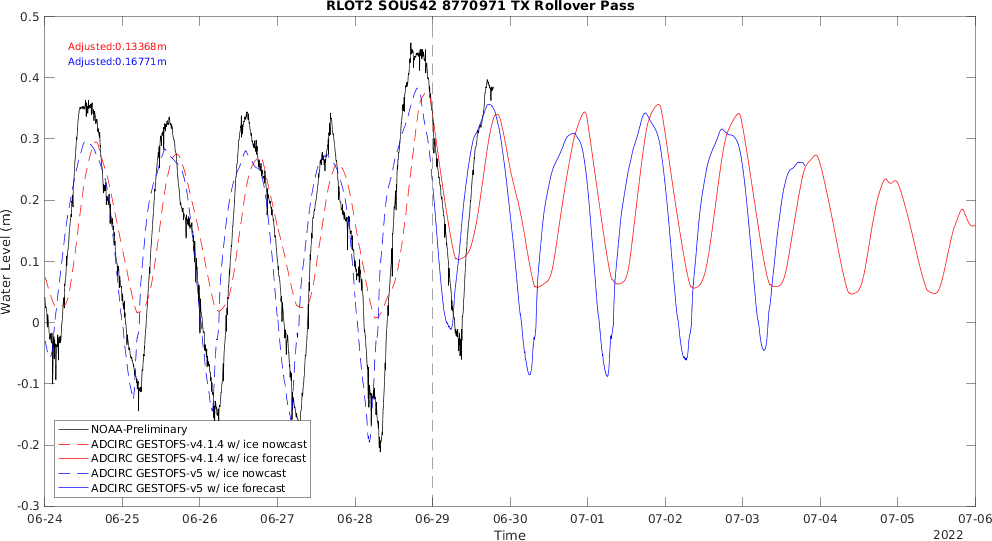 RLOT2 SOUS42 8770971 TX Rollover Pass
Adjusted:0.13368m
Adjusted:0.16771m
Water Level (m)
0.5
0.4
0.3
0.2
0.1
0
-0.1
-0.2
-0.3
NOAA-Preliminary
ADCIRC GESTOFS-v4.1.4 w/ ice nowcast
ADCIRC GESTOFS-v4.1.4 w/ ice forecast
ADCIRC GESTOFS-v5 w/ ice nowcast
ADCIRC GESTOFS-v5 w/ ice forecast
06-24 06-25 06-26 06-27 06-28 06-29 06-30 07-01 07-02 07-03 07-04 07-05 07-06
Time
2022